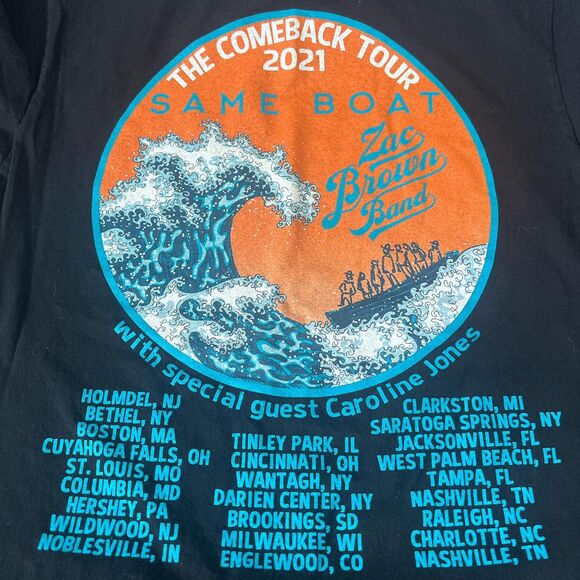 THE COMEBACK TOUR
2021
SAME BOAT
Zac
Brown
Band
with special guest Caroline Jones
HOLMDEL, NJ
BETHEL, NY
BOSTON, MA
CUYAHOGA FALLS, OH
ST. LOUIS, MO
COLUMBIA, MD
HERSHEY, PA
WILDWOOD, NJ
NOBLESVILLE, IN
TINLEY PARK, IL
CINCINNATI, OH
WANTAGH, NY
DARIEN CENTER, NY
BROOKINGS, SD
MILWAUKEE, WI
ENGLEWOOD, CO
CLARKSTON, MI
SARATOGA SPRINGS, NY
JACKSONVILLE, FL
WEST PALM BEACH, FL
TAMPA, FL
NASHVILLE, TN
RALEIGH, NC
CHARLOTTE, NC
NASHVILLE, TN